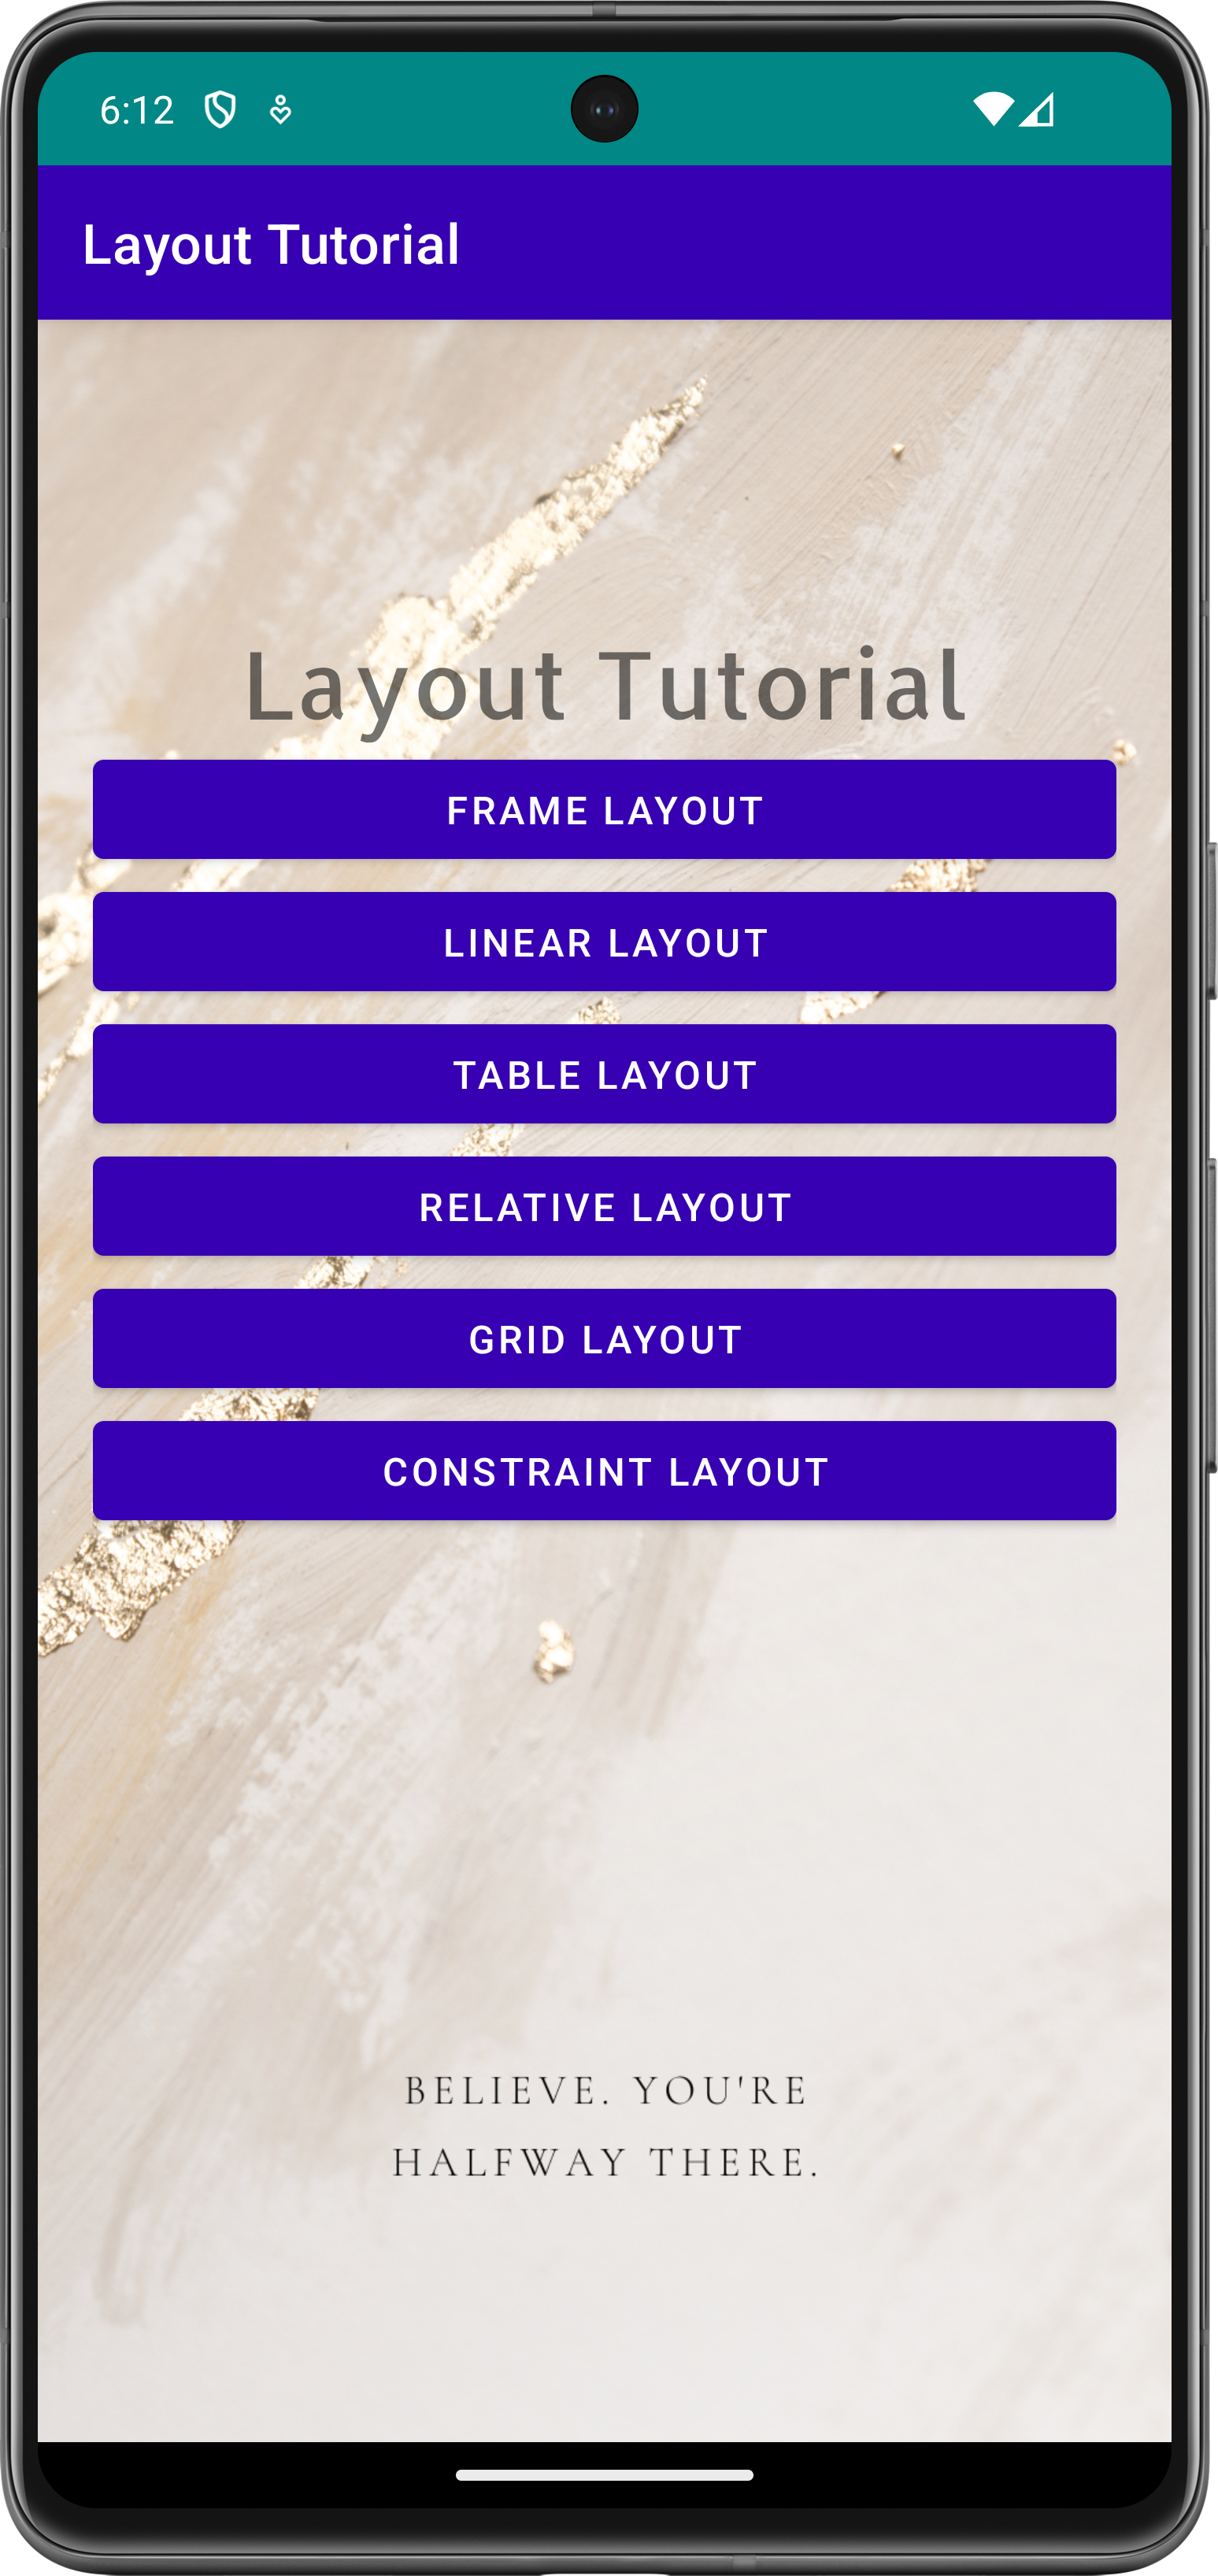 6:12
Layout Tutorial
Layout Tutorial
FRAME LAYOUT
LINEAR LAYOUT
TABLE LAYOUT
RELATIVE LAYOUT
GRID LAYOUT
CONSTRAINT LAYOUT
BELIEVE. YOU'RE
HALFWAY THERE.